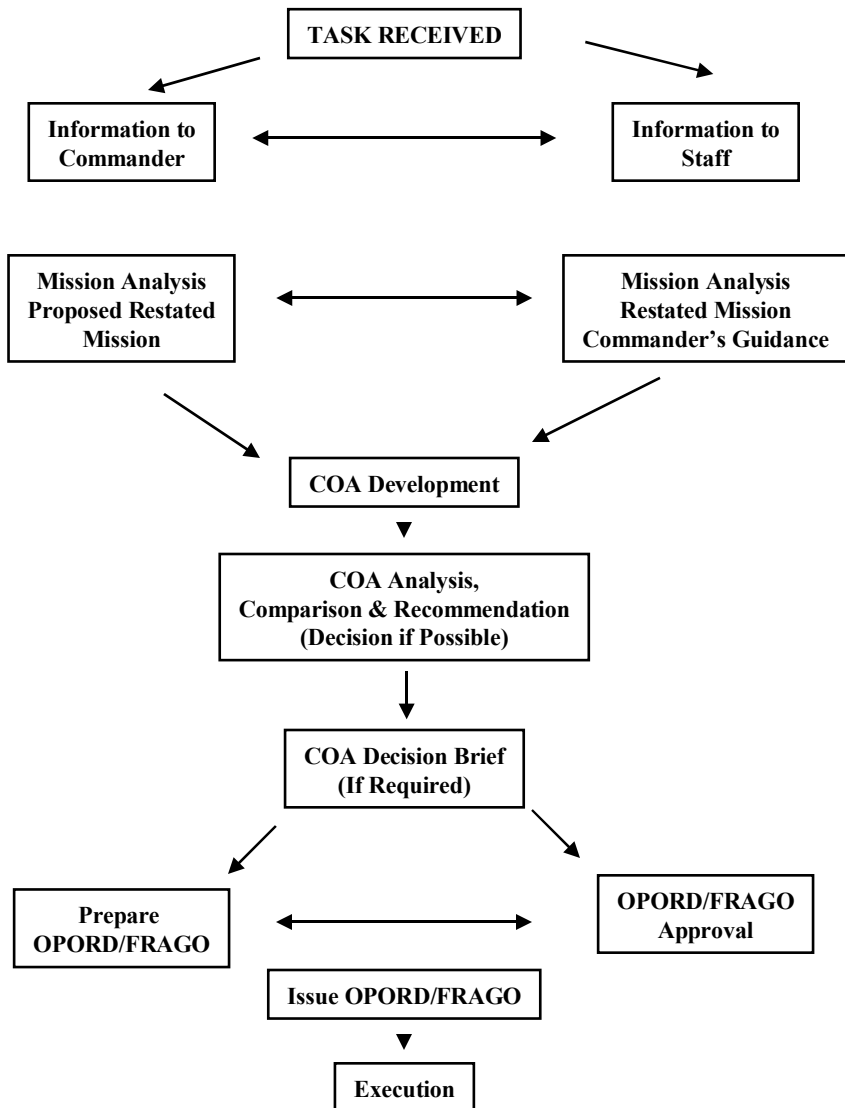 TASK RECEIVED
Information to
Commander
Information to
Staff
Mission Analysis
Proposed Restated
Mission
Mission Analysis
Restated Mission
Commander’s Guidance
COA Development
COA Analysis,
Comparison & Recommendation
(Decision if Possible)
COA Decision Brief
(If Required)
Prepare
OPORD/FRAGO
OPORD/FRAGO
Approval
Issue OPORD/FRAGO
Execution